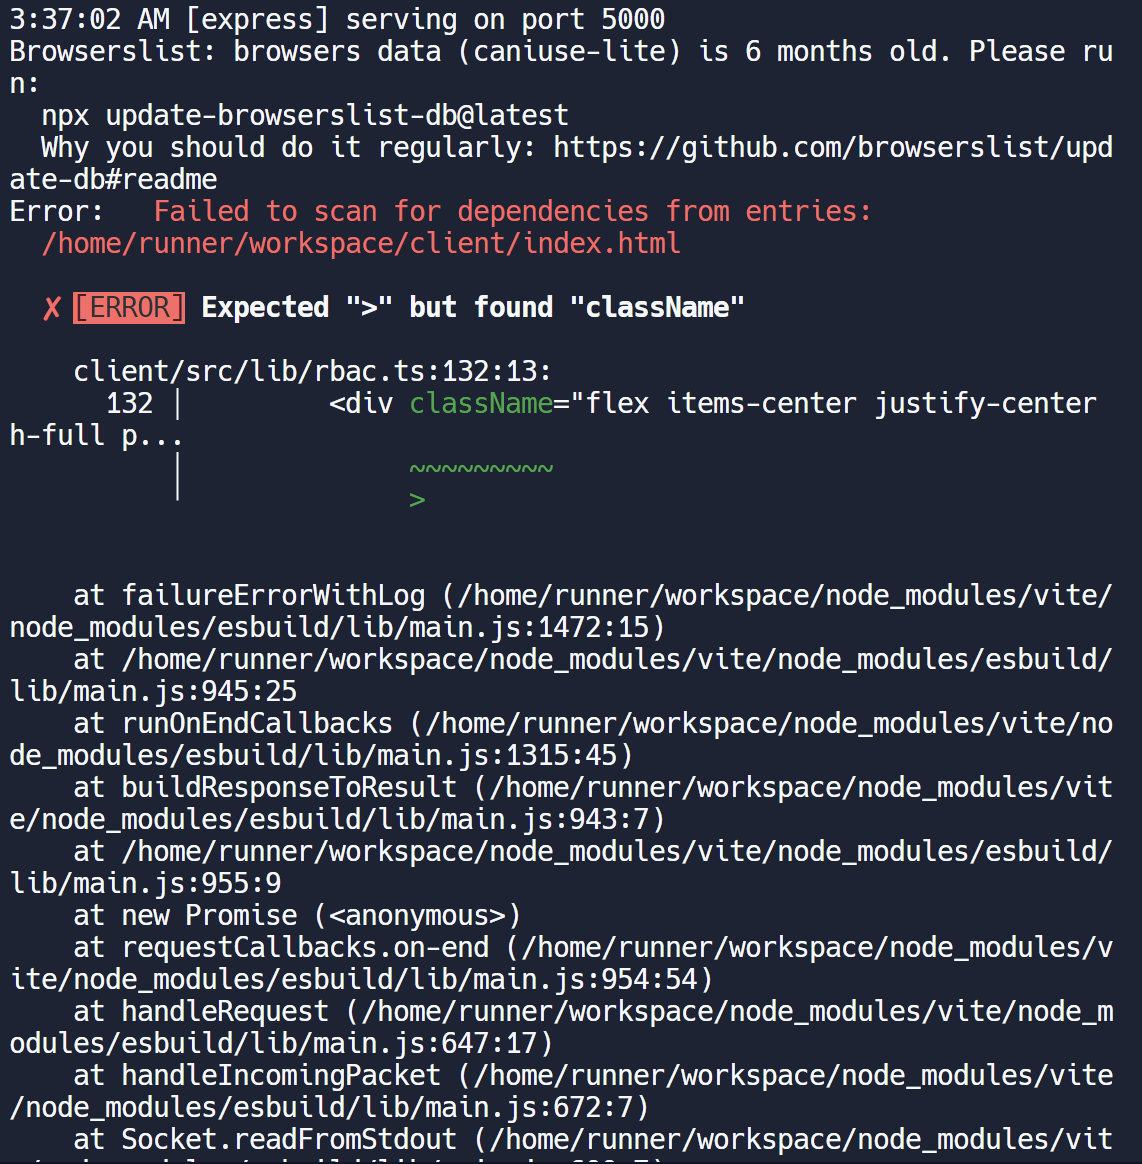 3:37:02 AM [express] serving on port 5000
Browserslist: browsers data (caniuse-lite) is 6 months old. Please ru
n:
  npx update-browserslist-db@latest
  Why you should do it regularly: https://github.com/browserslist/upd
ate-db#readme
Error:   Failed to scan for dependencies from entries:
  /home/runner/workspace/client/index.html
  ✗ [ERROR] Expected ">" but found "className"
    client/src/lib/rbac.ts:132:13:
      132 │         <div className="flex items-center justify-center
h-full p...
          │              ~~~~~~~~~
          ╵              >
    at failureErrorWithLog (/home/runner/workspace/node_modules/vite/
node_modules/esbuild/lib/main.js:1472:15)
    at /home/runner/workspace/node_modules/vite/node_modules/esbuild/
lib/main.js:945:25
    at runOnEndCallbacks (/home/runner/workspace/node_modules/vite/no
de_modules/esbuild/lib/main.js:1315:45)
    at buildResponseToResult (/home/runner/workspace/node_modules/vit
e/node_modules/esbuild/lib/main.js:943:7)
    at /home/runner/workspace/node_modules/vite/node_modules/esbuild/
lib/main.js:955:9
    at new Promise (<anonymous>)
    at requestCallbacks.on-end (/home/runner/workspace/node_modules/v
ite/node_modules/esbuild/lib/main.js:954:54)
    at handleRequest (/home/runner/workspace/node_modules/vite/node_m
odules/esbuild/lib/main.js:647:17)
    at handleIncomingPacket (/home/runner/workspace/node_modules/vite
/node_modules/esbuild/lib/main.js:672:7)
    at Socket.readFromStdout (/home/runner/workspace/node_modules/vit